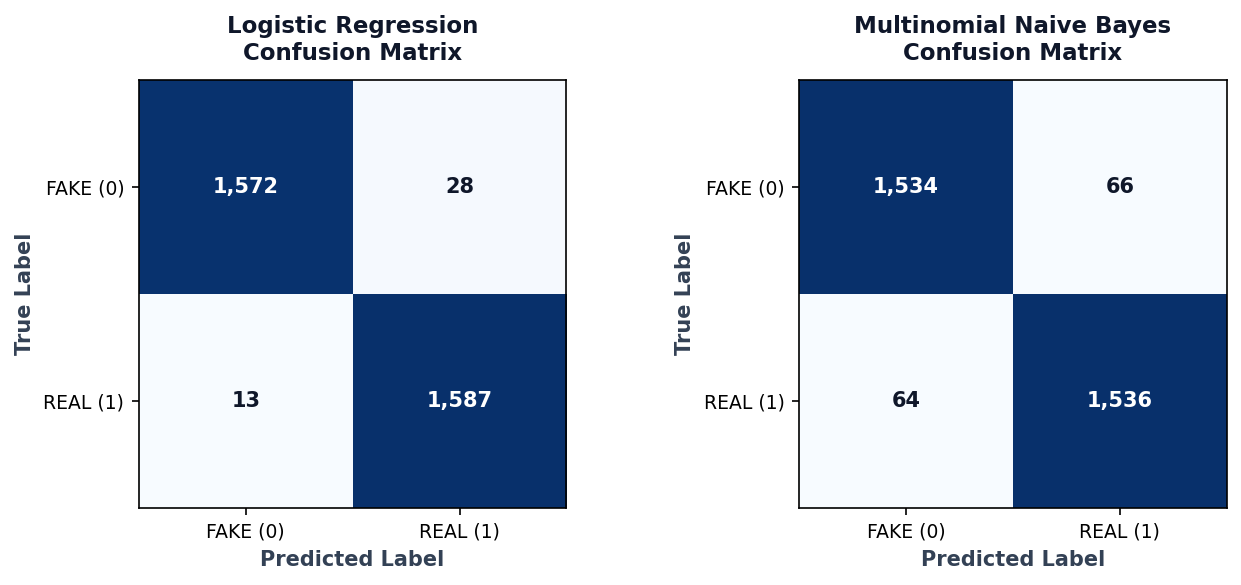 Logistic Regression
Confusion Matrix
FAKE (0)
1,572
28
True Label
REAL (1)
13
1,587
FAKE (0)
REAL (1)
Predicted Label
Multinomial Naive Bayes
Confusion Matrix
FAKE (0)
1,534
66
True Label
REAL (1)
64
1,536
FAKE (0)
REAL (1)
Predicted Label